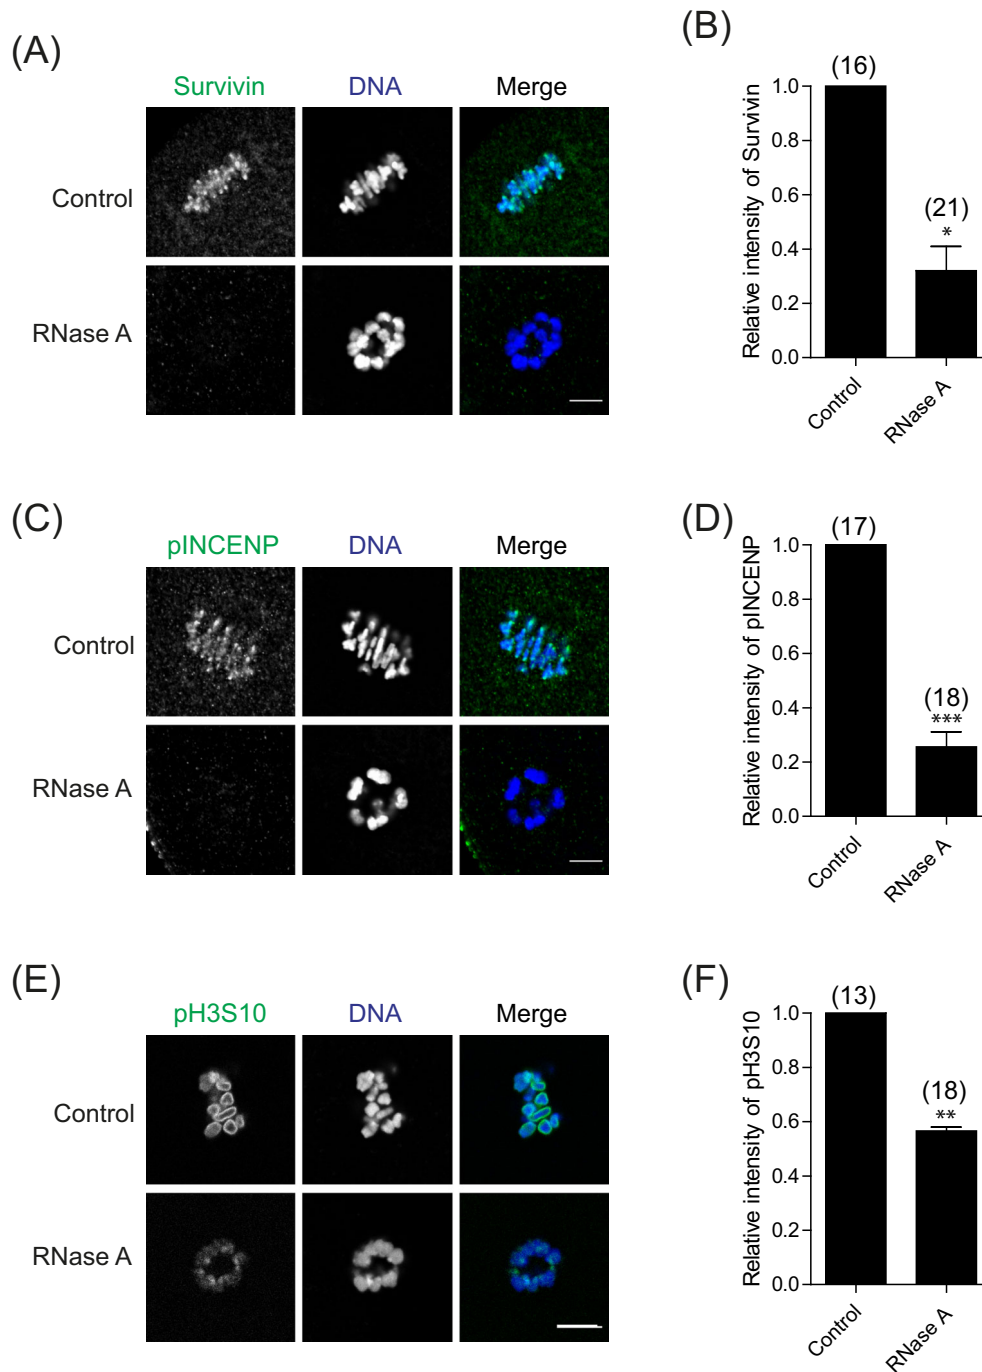 (A)
Survivin DNA Merge
Control
RNase A
(B)
Relative intensity of Survivin
1.0
0.8
0.6
0.4
0.2
0.0
(16)
(21)
*
Control
RNase A
(C)
pINCENP DNA Merge
Control
RNase A
(D)
Relative intensity of pINCENP
1.0
0.8
0.6
0.4
0.2
0.0
(17)
(18)
***
Control
RNase A
(E)
pH3S10 DNA Merge
Control
RNase A
(F)
Relative intensity of pH3S10
1.0
0.8
0.6
0.4
0.2
0.0
(13)
(18)
**
Control
RNase A